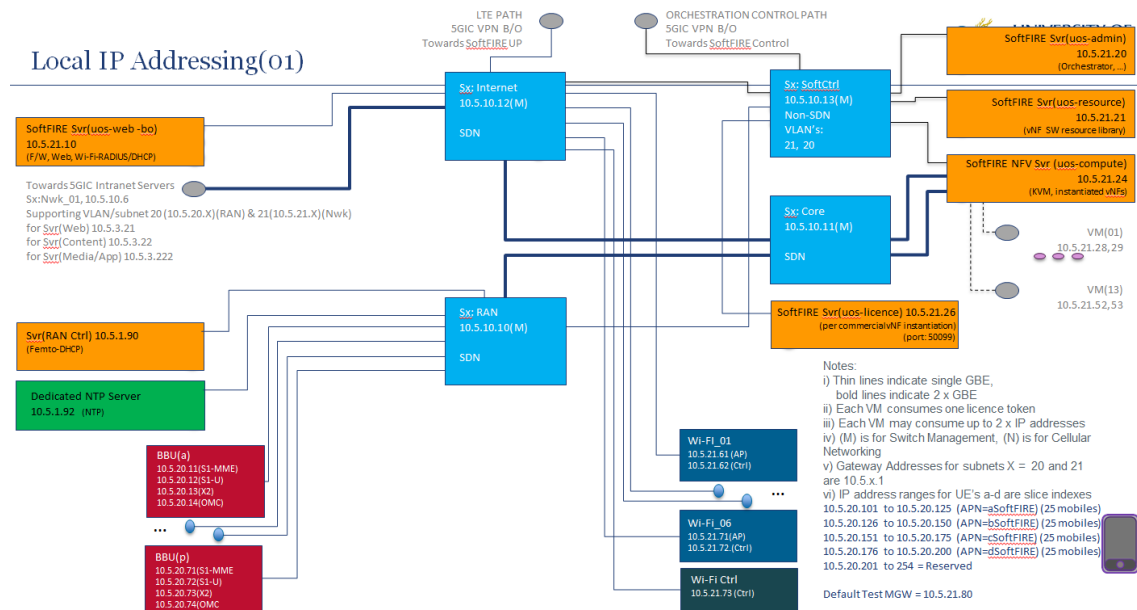 LTE PATH
5GIC VPN B/O
Towards SoftFIRE UP
ORCHESTRATION CONTROL PATH
5GIC VPN B/O
Towards SoftFIRE Control
Local IP Addressing(01)
SoftFIRE Svr(uos-admin)
10.5.21.20
(Orchestrator, ...)
Sx: Internet
10.5.10.12(M)
SDN
Sx: SoftCtrl
10.5.10.13(M)
Non-SDN
VLAN's:
21, 20
SoftFIRE Svr(uos-resource)
10.5.21.21
(vNF SW resource library)
SoftFIRE Svr(uos-web -bo)
10.5.21.10
(F/W, Web, Wi-Fi-RADIUS/DHCP)
SoftFIRE NFV Svr (uos-compute)
10.5.21.24
(KVM, instantiated vNFs)
Towards 5GIC Intranet Servers
Sx:Nwk_01, 10.5.10.6
Supporting VLAN/subnet 20 (10.5.20.X)(RAN) & 21(10.5.21.X)(Nwk)
for Svr(Web) 10.5.3.21
for Svr(Content) 10.5.3.22
for Svr(Media/App) 10.5.3.222
Sx: Core
10.5.10.11(M)
SDN
VM(01)
10.5.21.28,29
VM(13)
10.5.21.52,53
Sx: RAN
10.5.10.10(M)
SDN
SoftFIRE Svr(uos-licence) 10.5.21.26
(per commercial vNF instantiation)
(port: 50099)
Svr(RAN Ctrl) 10.5.1.90
(Femto-DHCP)
Dedicated NTP Server
10.5.1.92 (NTP)
Notes:
i) Thin lines indicate single GBE,
bold lines indicate 2 x GBE
ii) Each VM consumes one licence token
iii) Each VM may consume up to 2 x IP addresses
iv) (M) is for Switch Management, (N) is for Cellular
Networking
v) Gateway Addresses for subnets X = 20 and 21
are 10.5.x.1
vi) IP address ranges for UE's a-d are slice indexes
10.5.20.101 to 10.5.20.125 (APN=aSoftFIRE) (25 mobiles)
10.5.20.126 to 10.5.20.150 (APN=bSoftFIRE) (25 mobiles)
10.5.20.151 to 10.5.20.175 (APN=cSoftFIRE) (25 mobiles)
10.5.20.176 to 10.5.20.200 (APN=dSoftFIRE) (25 mobiles)
10.5.20.201 to 254 = Reserved
Default Test MGW = 10.5.21.80
BBU(a)
10.5.20.11(S1-MME)
10.5.20.12(S1-U)
10.5.20.13(X2)
10.5.20.14(OMC)
...
BBU(p)
10.5.20.71(S1-MME
10.5.20.72(S1-U)
10.5.20.73(X2)
10.5.20.74(OMC
Wi-FI_01
10.5.21.61(AP)
10.5.21.62(Ctrl)
...
Wi-Fi_06
10.5.21.71(AP)
10.5.21.72.(Ctrl)
Wi-Fi Ctrl
10.5.21.73(Ctrl)